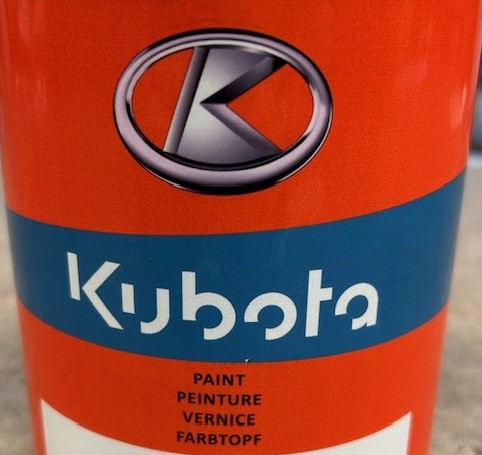 Kubota
PAINT
PEINTURE
VERNICE
FARBTOPF